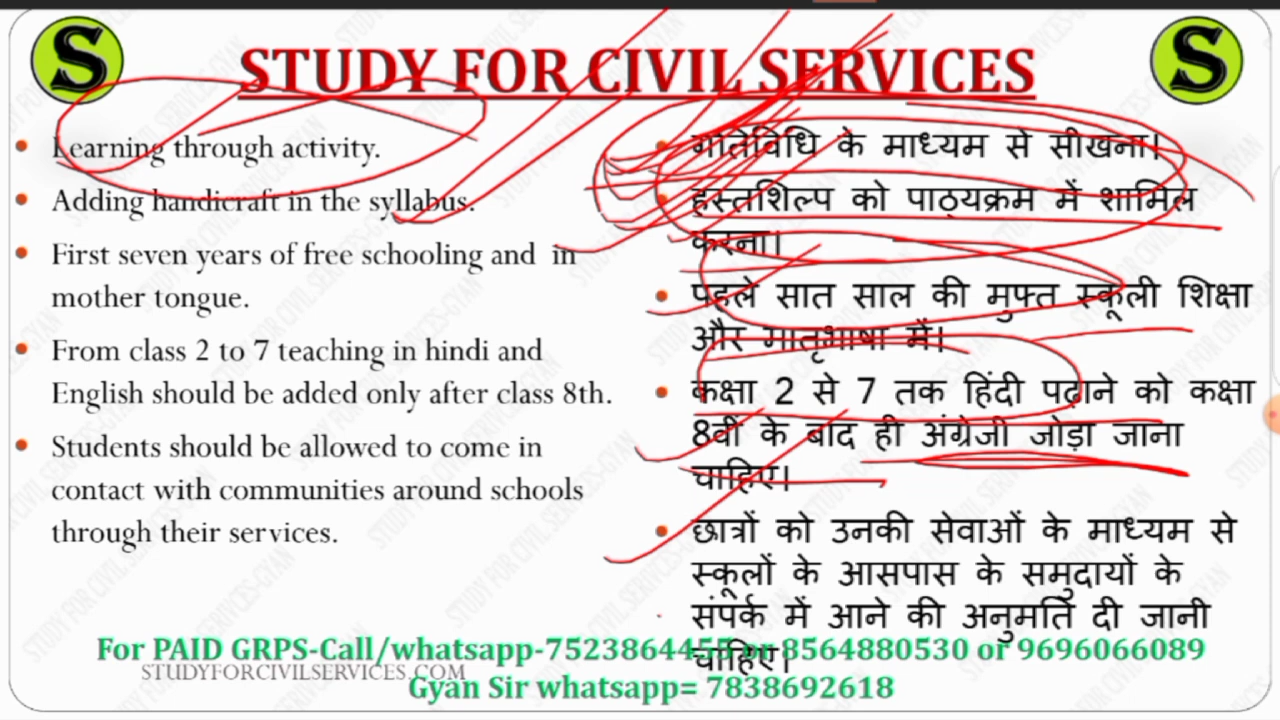 S
STUDY FOR CIVIL SERVICES
S
Learning through activity.
Adding handicraft in the syllabus.
First seven years of free schooling and in
mother tongue.
From class 2 to 7 teaching in hindi and
English should be added only after class 8th.
Students should be allowed to come in
contact with communities around schools
through their services.
गतिविधि के माध्यम से सीखना।
हस्तशिल्प को पाठ्यक्रम में शामिल
करना।
पहले सात साल की मुफ्त स्कूली शिक्षा
और मातृभाषा में।
कक्षा 2 से 7 तक हिंदी पढ़ाने को कक्षा
8वीं के बाद ही अंग्रेजी जोड़ा जाना
चाहिए।
छात्रों को उनकी सेवाओं के माध्यम से
स्कूलों के आसपास के समुदायों के
संपर्क में आने की अनुमति दी जानी
चाहिए।
For PAID GRPS-Call/whatsapp-7523864455 or 8564880530 or 9696066089
STUDYFORCIVILSERVICES.COM
Gyan Sir whatsapp= 7838692618